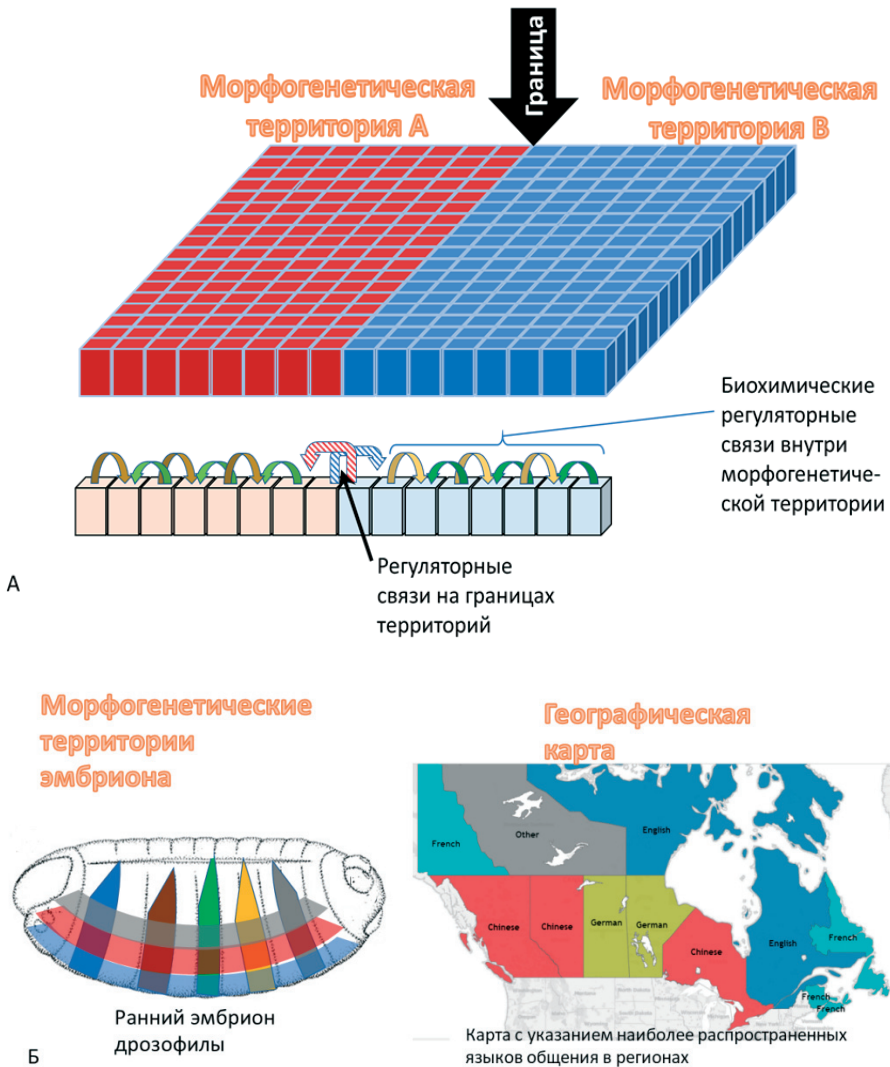 Граница
Морфогенетическая
территория А
Морфогенетическая
территория В
Биохимические
регуляторные
связи внутри
морфогенети-
ческой территории
Регуляторные
связи на границах
территорий
А
Морфогенетические
территории
эмбриона
Географическая
карта
French
Other
English
Chinese
Chinese
German
German
Chinese
English
French
French
French
Ранний эмбрион
дрозофилы
Карта с указанием наиболее распространенных
языков общения в регионах
Б